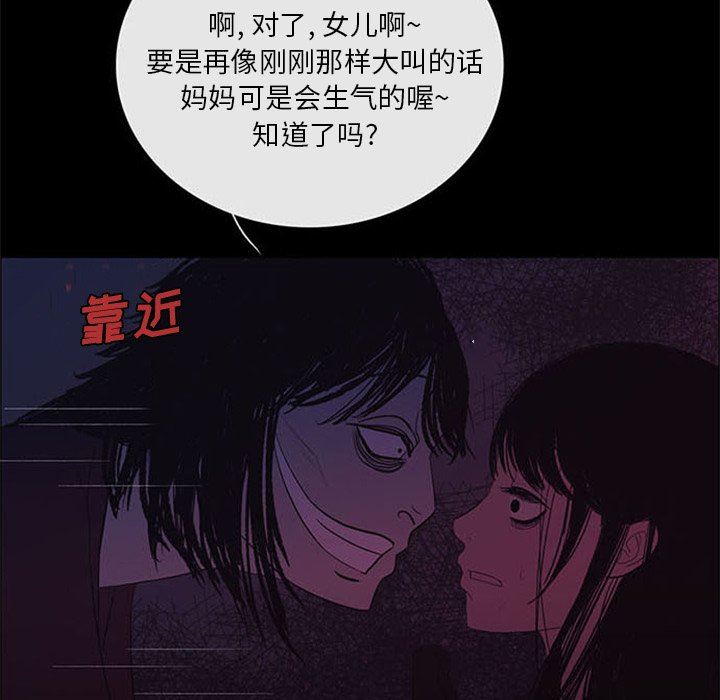 啊, 对了, 女儿啊~
要是再像刚刚那样大叫的话
妈妈可是会生气的喔~
知道了吗?
靠近